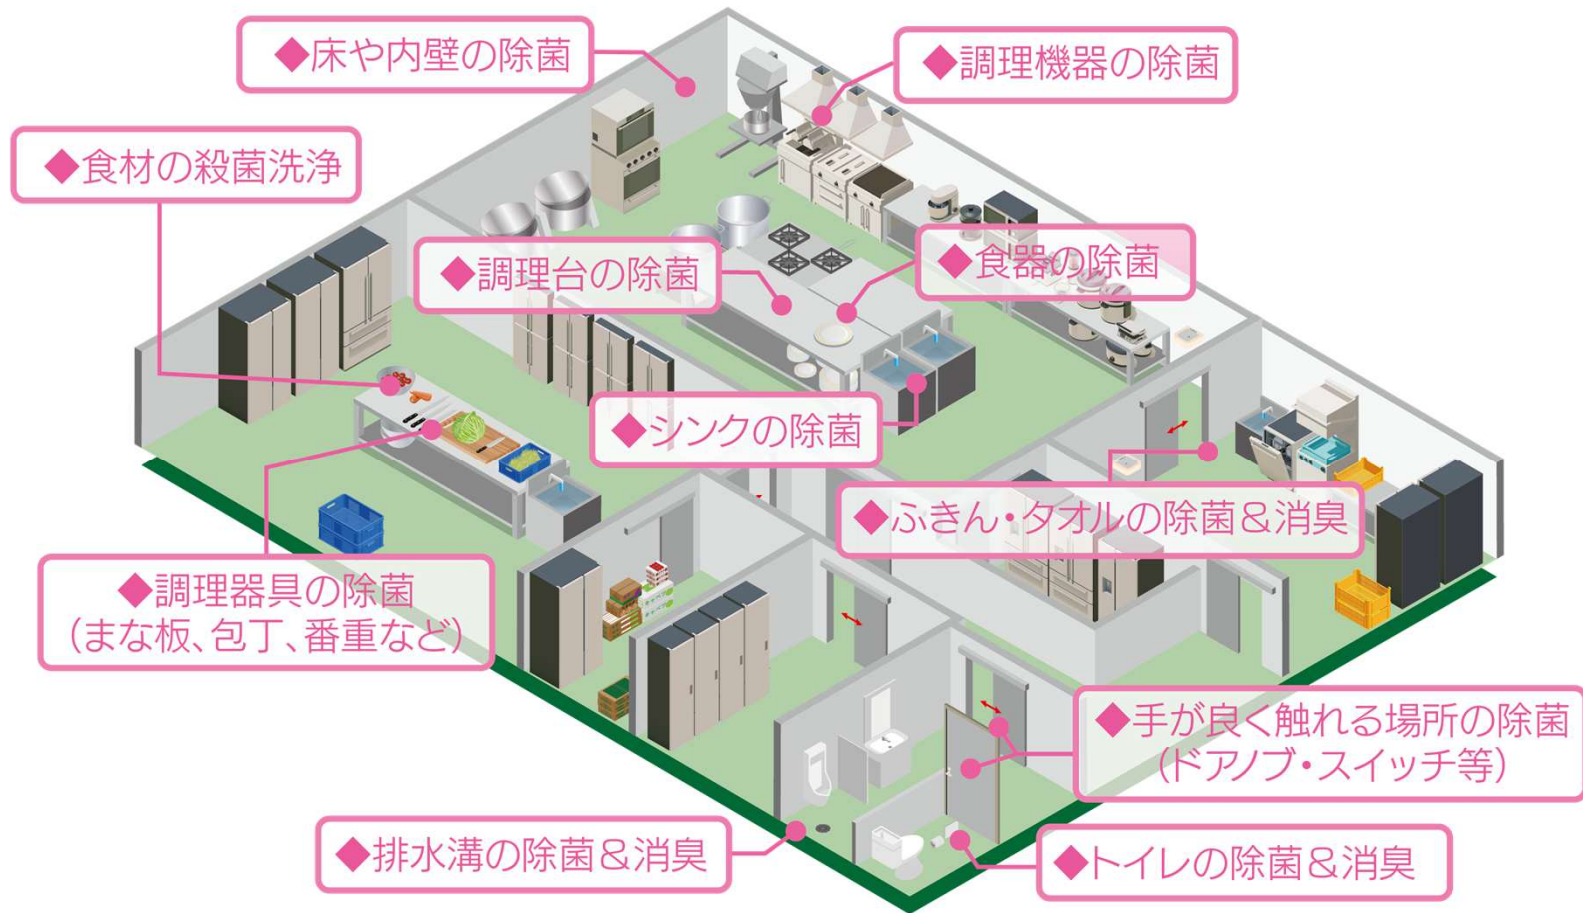 ◆床や内壁の除菌
◆調理機器の除菌
◆食材の殺菌洗浄
◆調理台の除菌
◆食器の除菌
◆シンクの除菌
◆ふきん・タオルの除菌＆消臭
◆調理器具の除菌
（まな板、包丁、番重など）
◆手が良く触れる場所の除菌
（ドアノブ・スイッチ等）
◆排水溝の除菌＆消臭
◆トイレの除菌＆消臭